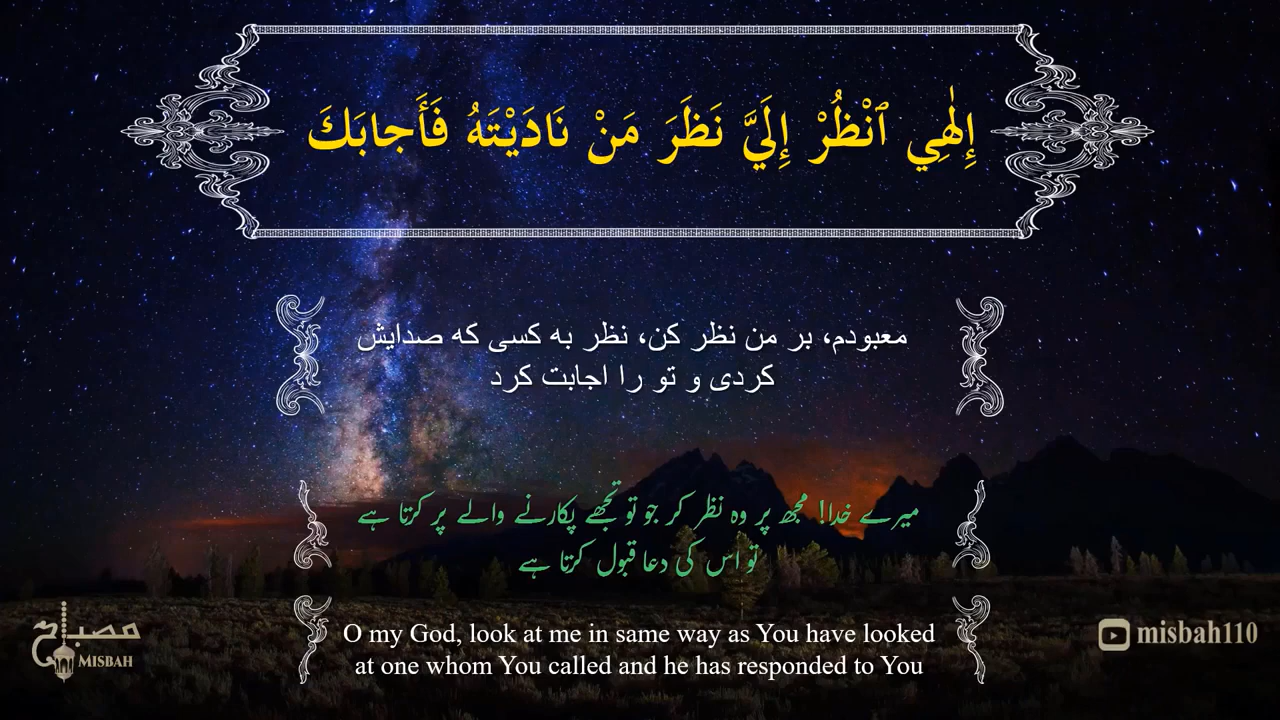 إِلٰهِي ٱنْظُرْ إِلَيَّ نَظَرَ مَنْ نَادَيْتَهُ فَأَجابَكَ
معبودم، بر من نظر کن، نظر به کسی که صدایش
کردی و تو را اجابت کرد
میرے خدا! مجھ پر وہ نظر کر جو تو تجھے پکارنے والے پر کرتا ہے
تو اس کی دعا قبول کرتا ہے
O my God, look at me in same way as You have looked
at one whom You called and he has responded to You
مصباح
MISBAH
misbah110